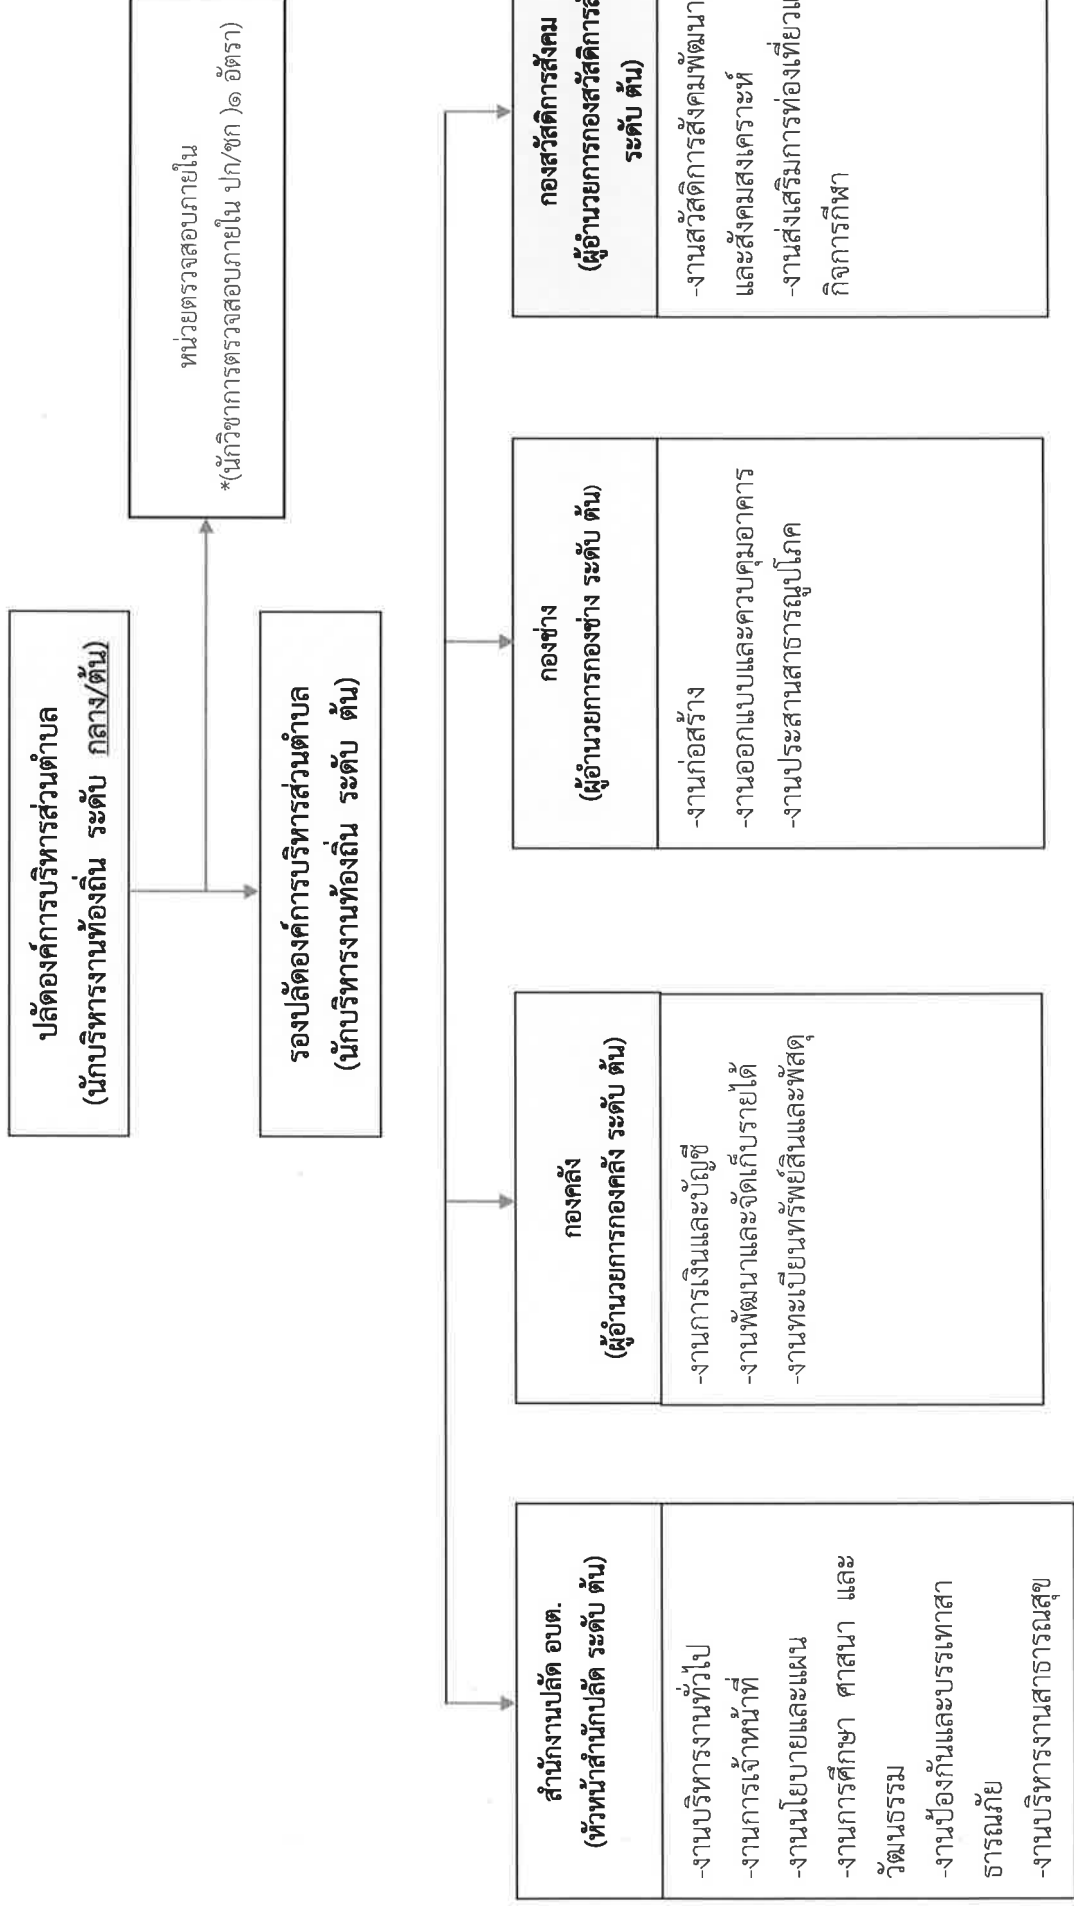 ปลัดองค์การบริหารส่วนตำบล
(นักบริหารงานท้องถิ่น ระดับ กลาง/ต้น)
หน่วยตรวจสอบภายใน
*(นักวิชาการตรวจสอบภายใน ปก/ชก )๑ อัตรา)
รองปลัดองค์การบริหารส่วนตำบล
(นักบริหารงานท้องถิ่น ระดับ ต้น)
สำนักงานปลัด อบต.
(หัวหน้าสำนักปลัด ระดับ ต้น)
-งานบริหารงานทั่วไป
-งานการเจ้าหน้าที่
-งานนโยบายและแผน
-งานการศึกษา ศาสนา และ
วัฒนธรรม
-งานป้องกันและบรรเทาสา
ธารณภัย
-งานบริหารงานสาธารณสุข
กองคลัง
(ผู้อำนวยการกองคลัง ระดับ ต้น)
-งานการเงินและบัญชี
-งานพัฒนาและจัดเก็บรายได้
-งานทะเบียนทรัพย์สินและพัสดุ
กองช่าง
(ผู้อำนวยการกองช่าง ระดับ ต้น)
-งานก่อสร้าง
-งานออกแบบและควบคุมอาคาร
-งานประสานสาธารณูปโภค
กองสวัสดิการสังคม
(ผู้อำนวยการกองสวัสดิการ
ระดับ ต้น)
-งานสวัสดิการสังคมพัฒนา
และสังคมสงเคราะห์
-งานส่งเสริมการท่องเที่ยว
กิจการกีฬา